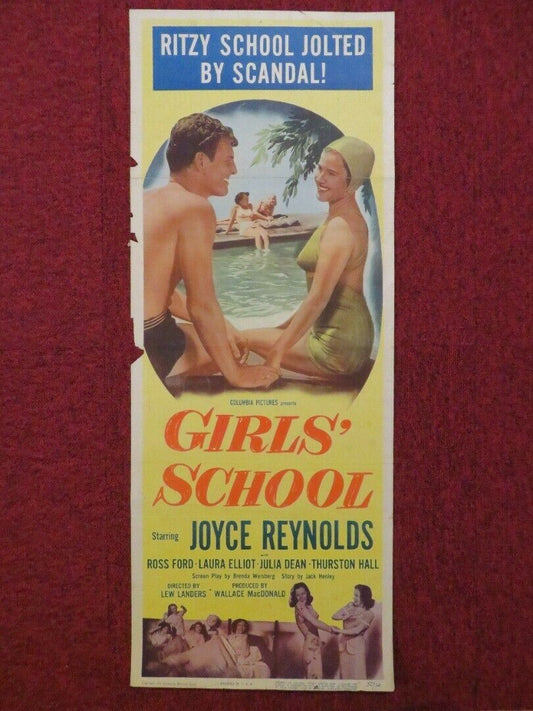 RITZY SCHOOL JOLTED
BY SCANDAL!
COLUMBIA PICTURES presents
GIRLS'
SCHOOL
Starring JOYCE REYNOLDS
with
ROSS FORD · LAURA ELLIOT · JULIA DEAN · THURSTON HALL
Screen Play by Brenda Weisberg Story by Jack Henley
DIRECTED BY PRODUCED BY
LEW LANDERS WALLACE MacDONALD